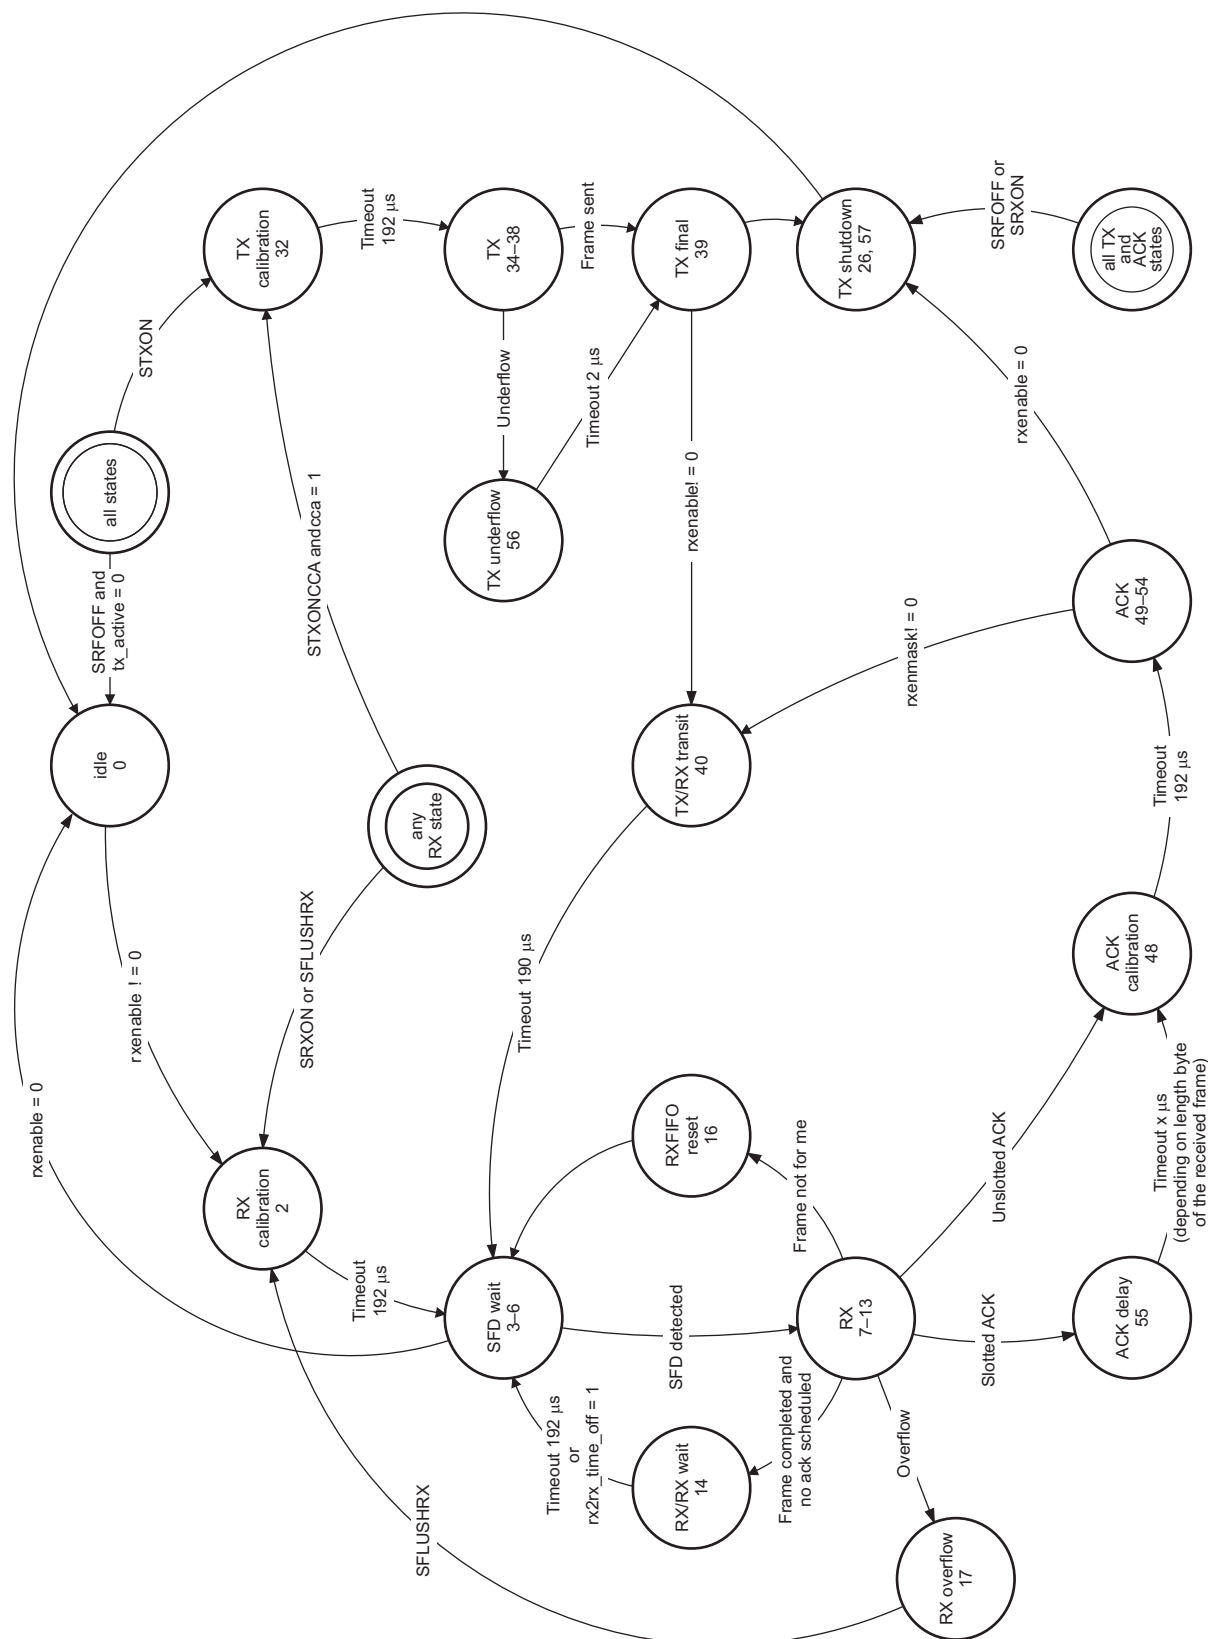 rxenable = 0
idle
0
SRFOFF and
tx_active = 0
all states
rxenable ! = 0
STXON
RX
calibration
2
TX
calibration
32
SRXON or SFLUSHRX
STXONCCA andcca = 1
Timeout
192 µs
Timeout
192 µs
SFLUSHRX
any
RX state
SFD wait
3–6
TX underflow
56
Underflow
TX
34–38
Timeout 190 µs
Timeout 192 µs
or
rx2rx_time_off = 1
Timeout 2 µs
Frame sent
RX/RX wait
14
SFD detected
RXFIFO
reset
16
TX/RX transit
40
rxenable! = 0
TX final
39
Frame completed and
no ack scheduled
Frame not for me
RX
7–13
TX shutdown
26, 57
Overflow
rxenmask! = 0
RX overflow
17
Slotted ACK
Unslotted ACK
rxenable = 0
SRFOFF or
SRXON
ACK delay
55
ACK
calibration
48
ACK
49–54
all TX
and
ACK
states
Timeout x µs
(depending on length byte
of the received frame)
Timeout
192 µs